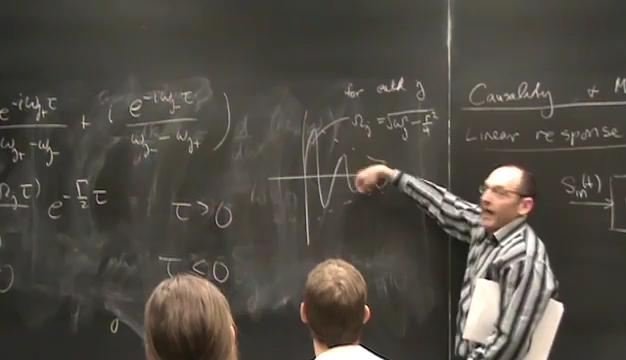 e^{-iω_{j+}τ} + (e^{-iω_{j-}τ})
ω_{j+} - ω_{j-} ω_{j-} - ω_{j+}
Ω_jτ) e^{-Γ/2 τ} τ > 0
τ < 0
for each j
Ω_j = √ω_j² - Γ²/4
Causality +
Linear response
S_in(t)